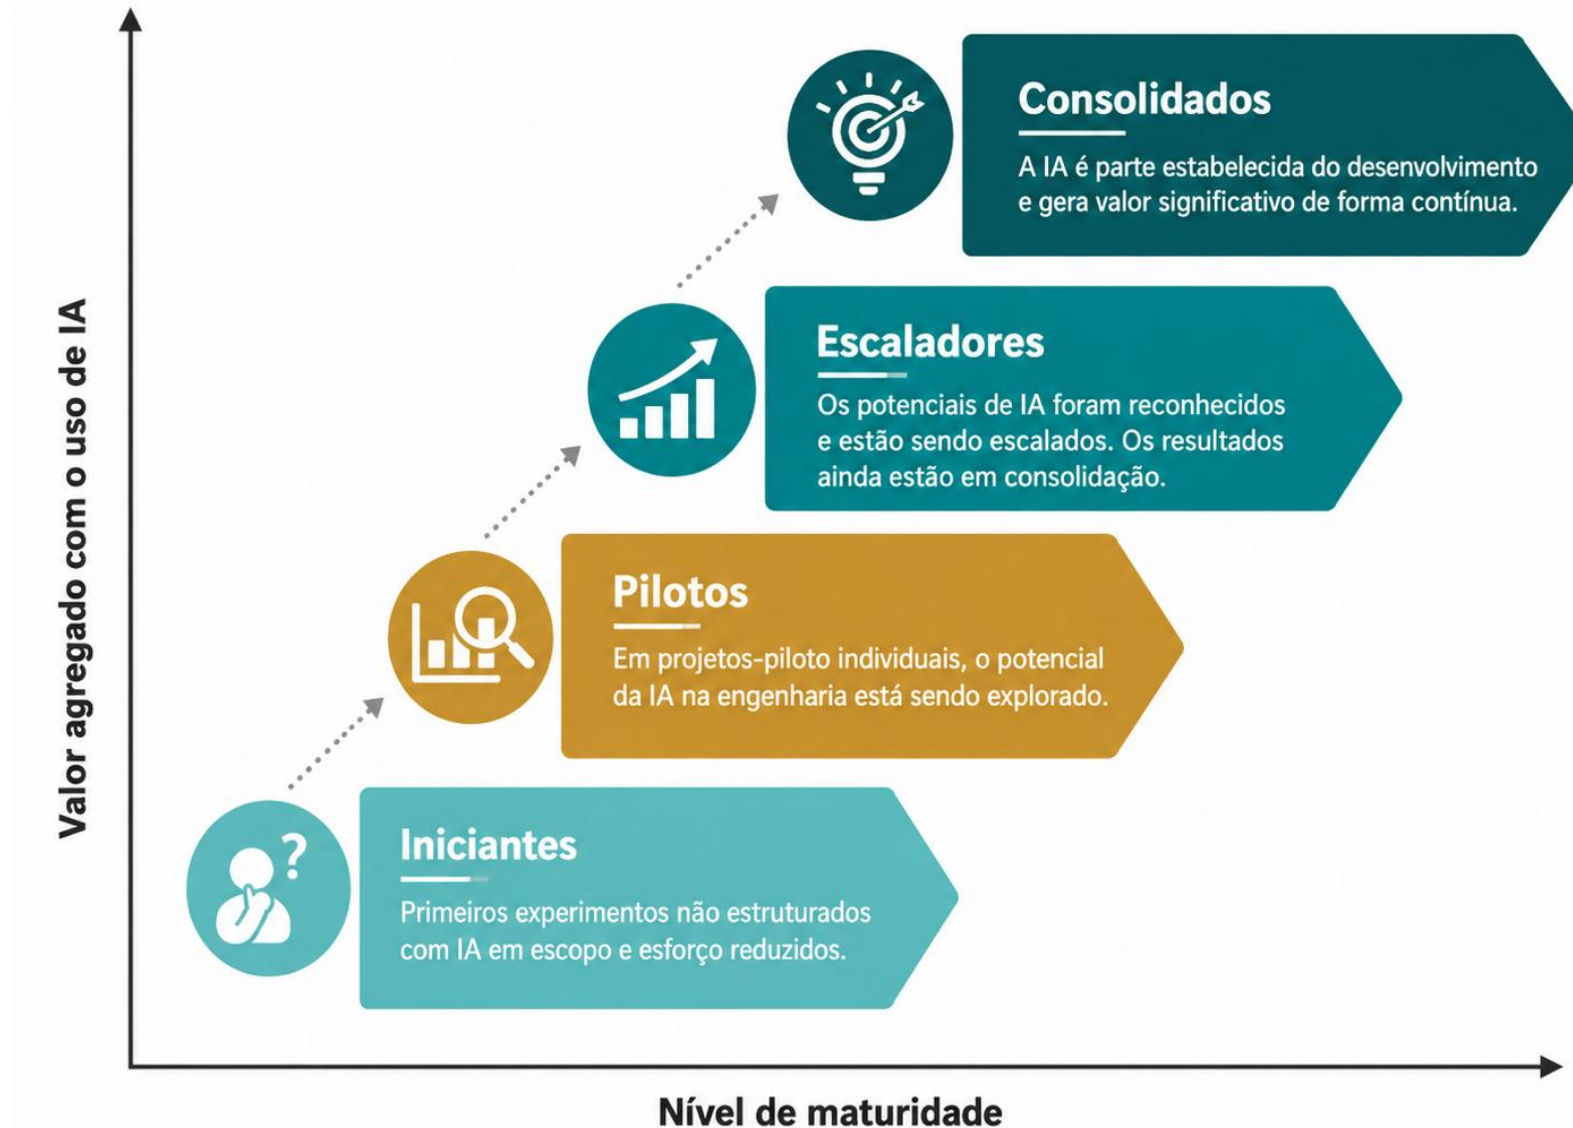 Valor agregado com o uso de IA
Consolidados
A IA é parte estabelecida do desenvolvimento
e gera valor significativo de forma contínua.
Escaladores
Os potenciais de IA foram reconhecidos
e estão sendo escalados. Os resultados
ainda estão em consolidação.
Pilotos
Em projetos-piloto individuais, o potencial
da IA na engenharia está sendo explorado.
?
Iniciantes
Primeiros experimentos não estruturados
com IA em escopo e esforço reduzidos.
Nível de maturidade